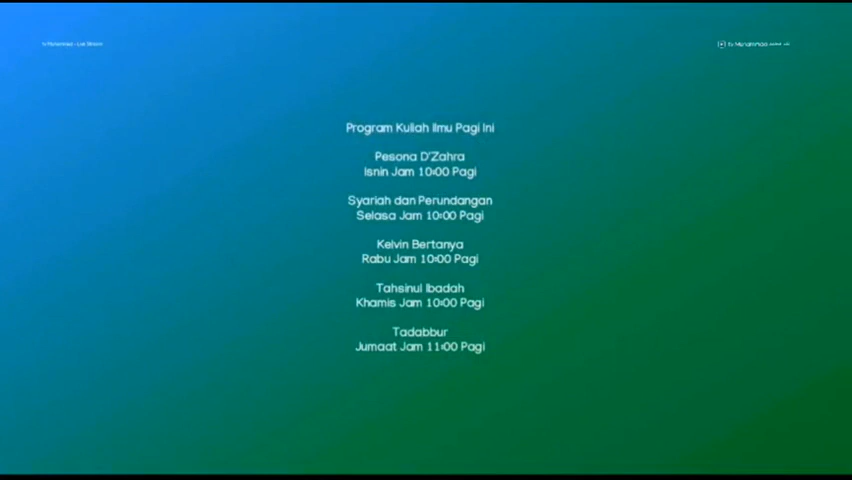 Program Kuliah Ilmu Pagi Ini
Pesona D'Zahra
Isnin Jam 10:00 Pagi
Syariah dan Perundangan
Selasa Jam 10:00 Pagi
Kelvin Bertanya
Rabu Jam 10:00 Pagi
Tahsinul Ibadah
Khamis Jam 10:00 Pagi
Tadabbur
Jumaat Jam 11:00 Pagi